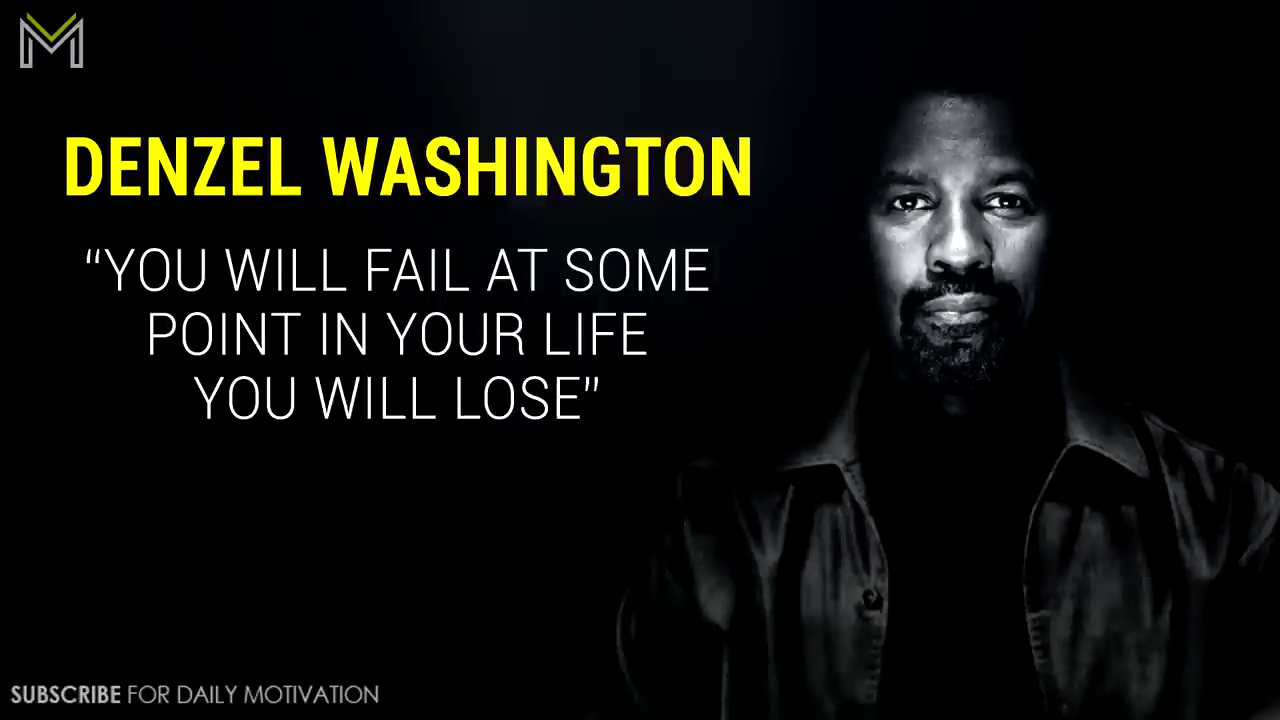 DENZEL WASHINGTON
“YOU WILL FAIL AT SOME
POINT IN YOUR LIFE
YOU WILL LOSE”
SUBSCRIBE FOR DAILY MOTIVATION